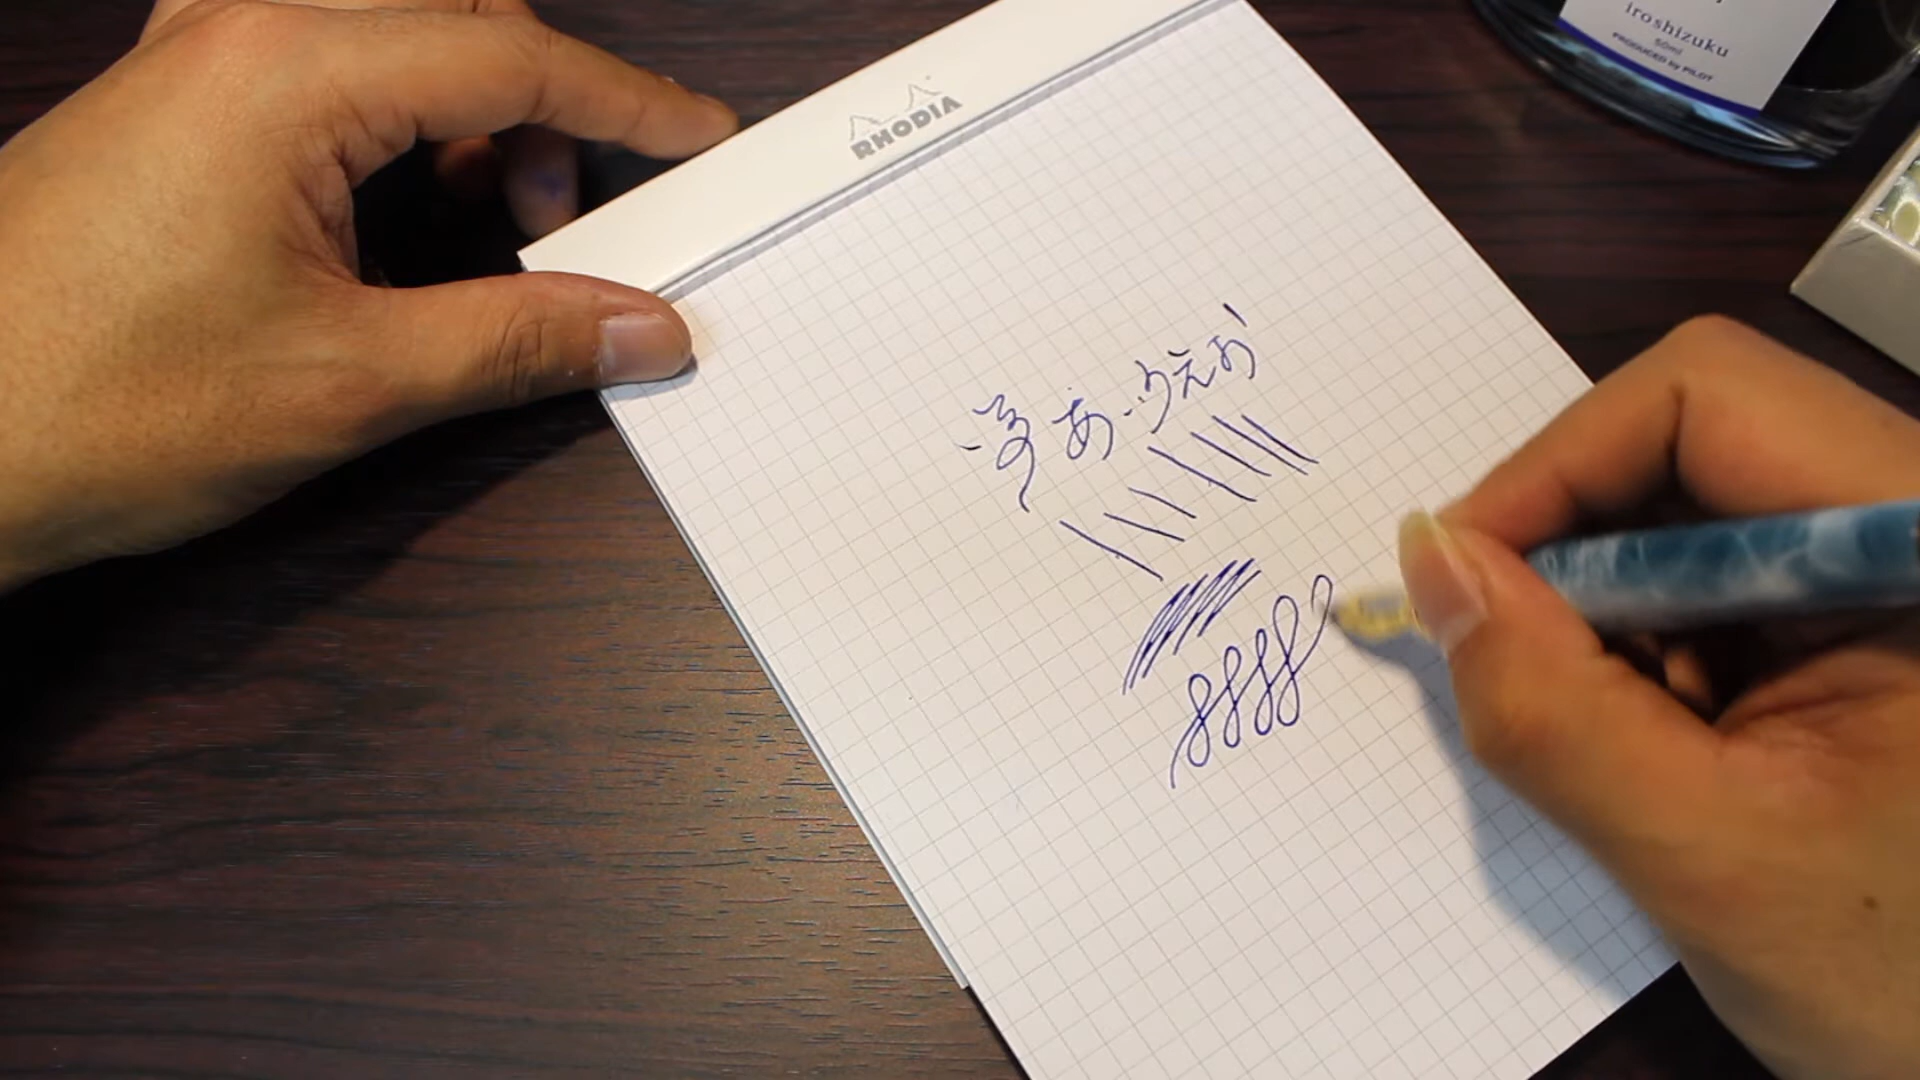 iroshizuku
50ml
PRODUCED by PILOT
RHODIA
あいうえお